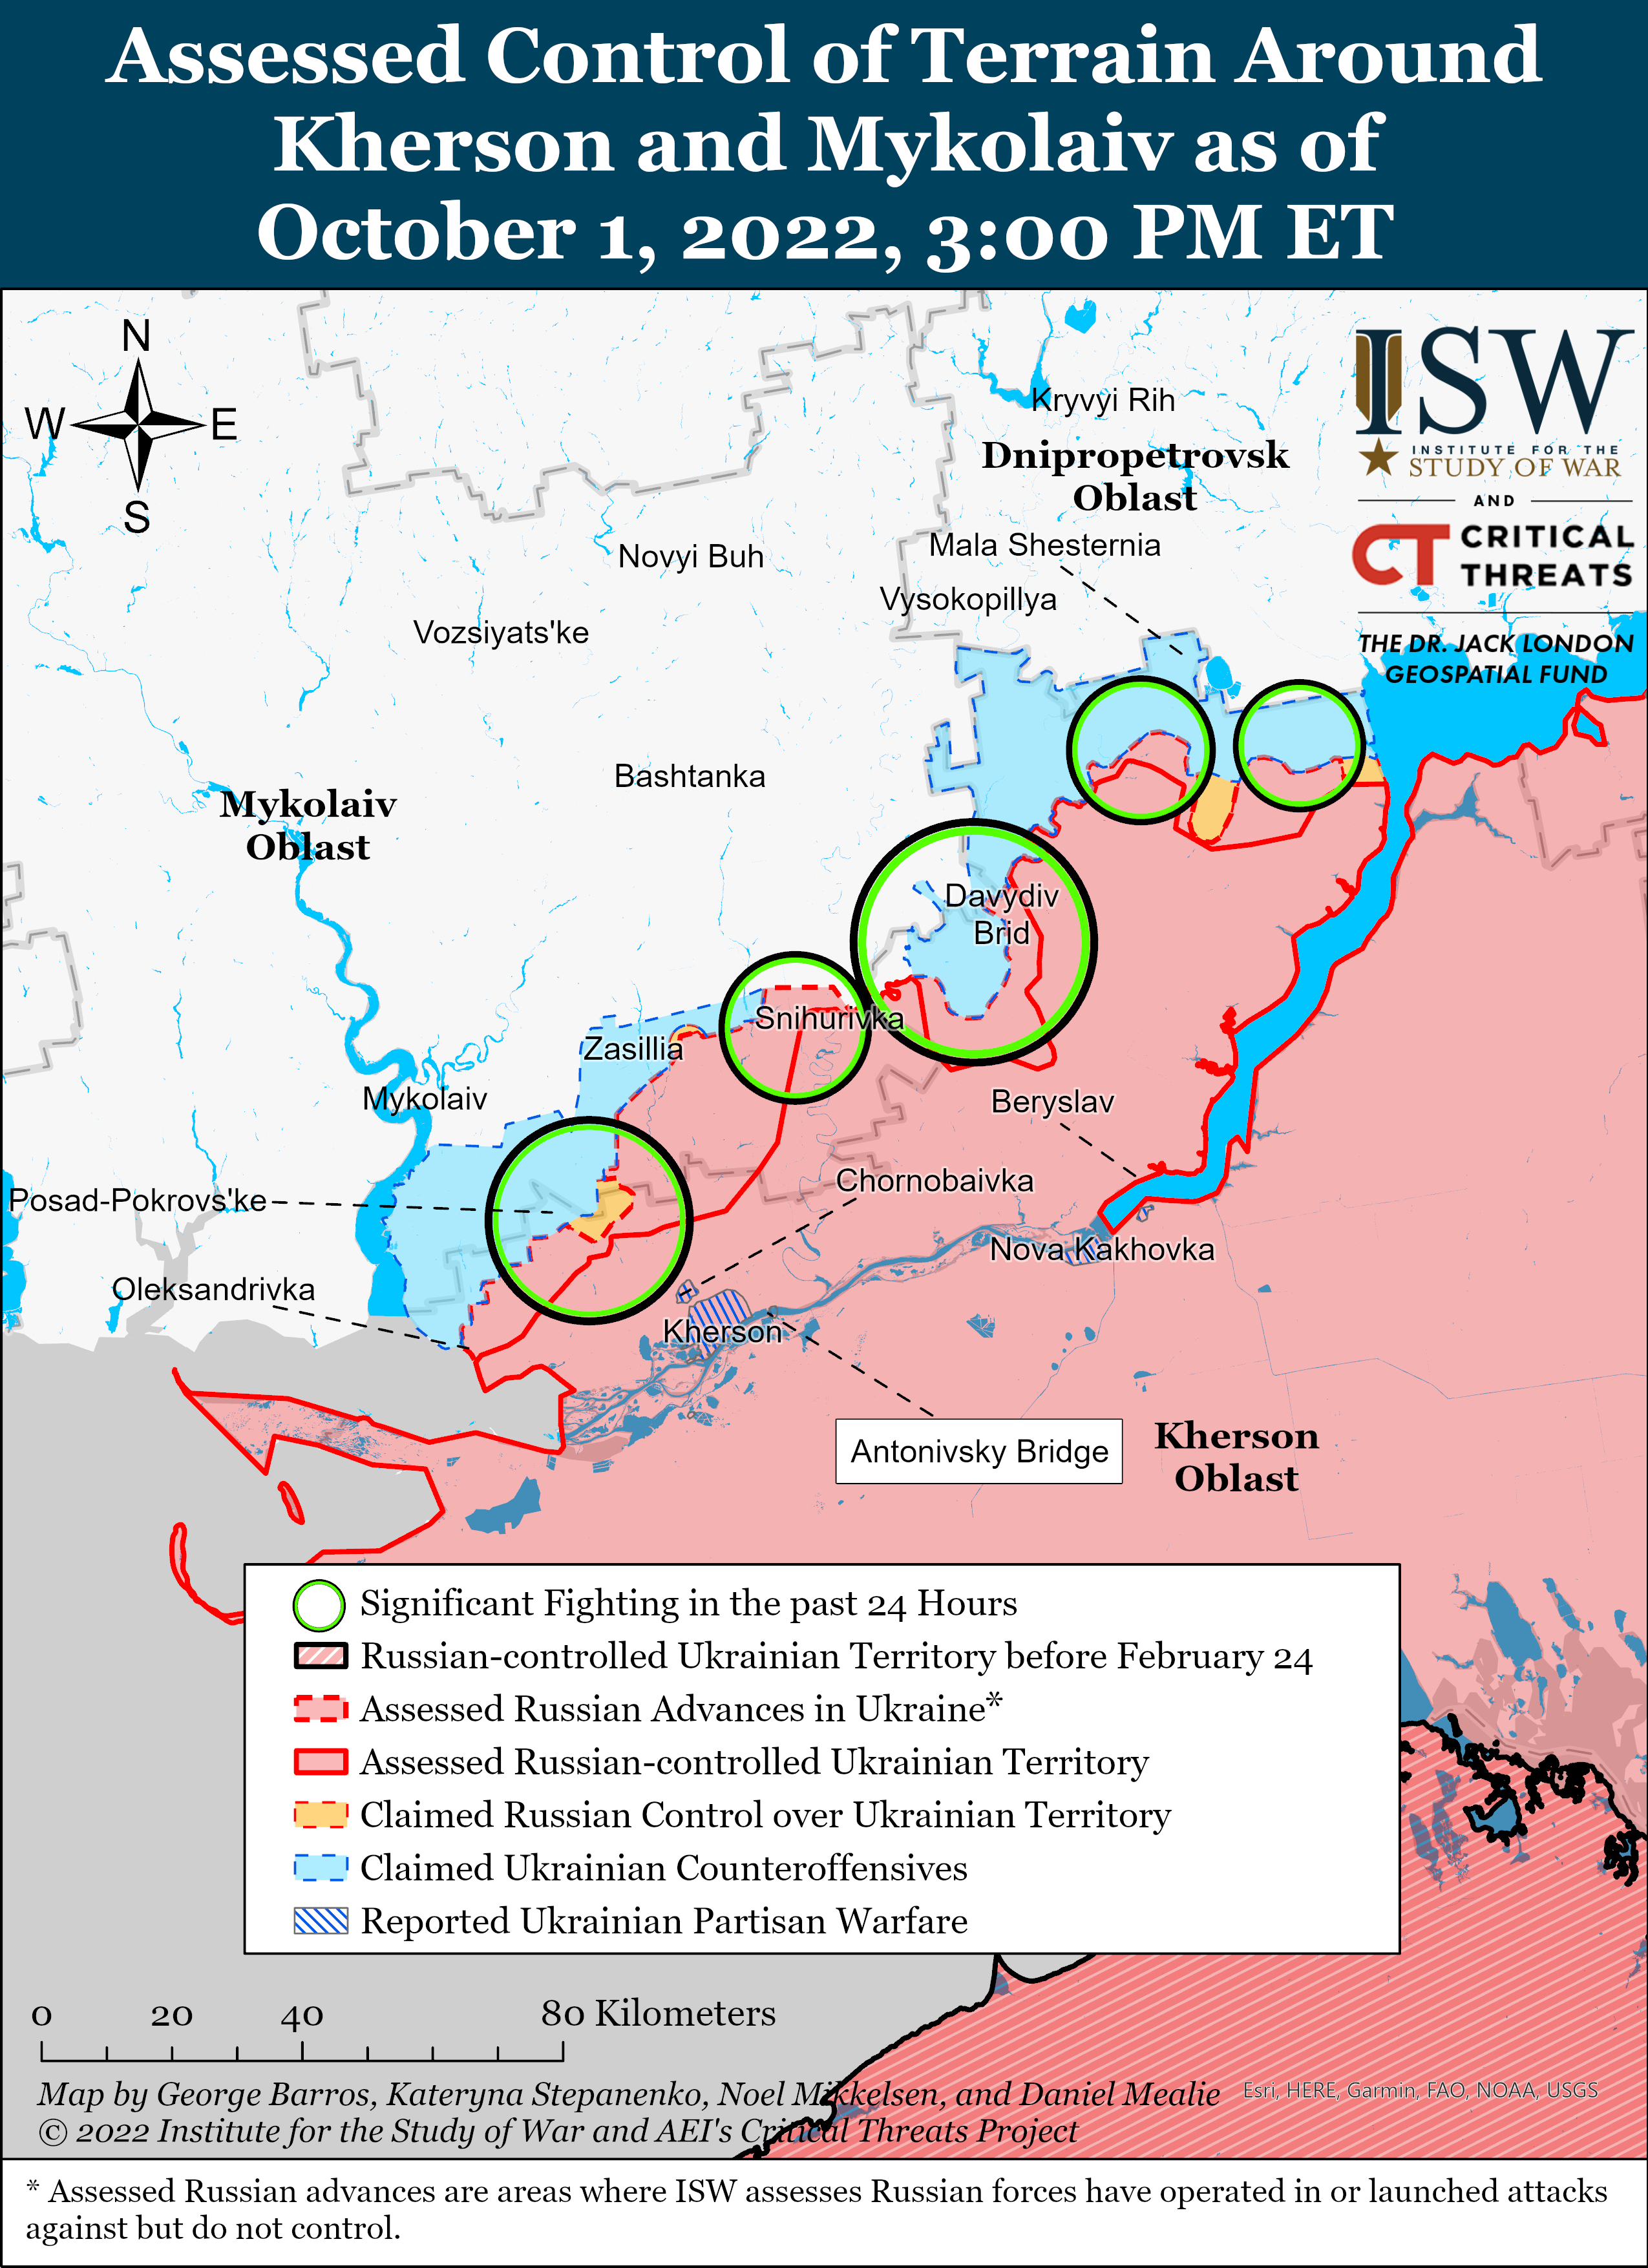 Assessed Control of Terrain Around
Kherson and Mykolaiv as of
October 1, 2022, 3:00 PM ET
N
W
E
S
ISW
INSTITUTE FOR THE
STUDY OF WAR
AND
CT CRITICAL
THREATS
THE DR. JACK LONDON
GEOSPATIAL FUND
Kryvyi Rih
Dnipropetrovsk
Oblast
Mala Shesternia
Novyi Buh
Vysokopillya
Vozsiyats'ke
Bashtanka
Mykolaiv
Oblast
Davydiv
Brid
Snihurivka
Zasillia
Mykolaiv
Beryslav
Chornobaivka
Posad-Pokrovs'ke
Nova Kakhovka
Oleksandrivka
Kherson
Antonivsky Bridge
Kherson
Oblast
Significant Fighting in the past 24 Hours
Russian-controlled Ukrainian Territory before February 24
Assessed Russian Advances in Ukraine*
Assessed Russian-controlled Ukrainian Territory
Claimed Russian Control over Ukrainian Territory
Claimed Ukrainian Counteroffensives
Reported Ukrainian Partisan Warfare
0 20 40 80 Kilometers
Map by George Barros, Kateryna Stepanenko, Noel Mikkelsen, and Daniel Mealie
Esri, HERE, Garmin, FAO, NOAA, USGS
© 2022 Institute for the Study of War and AEI's Critical Threats Project
* Assessed Russian advances are areas where ISW assesses Russian forces have operated in or launched attacks
against but do not control.